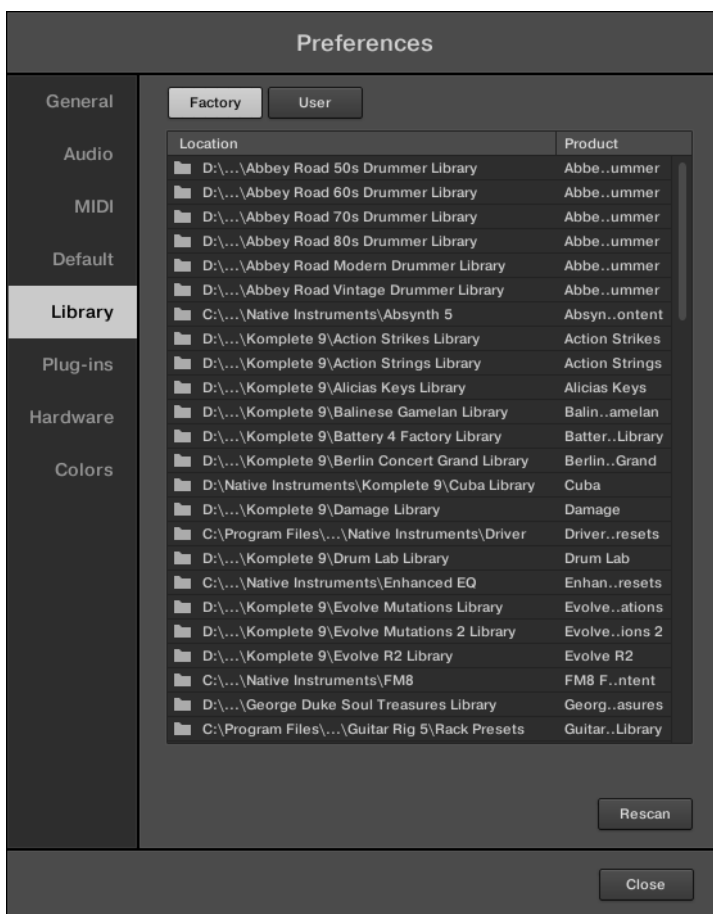 Preferences
General
Audio
MIDI
Default
Library
Plug-ins
Hardware
Colors
Factory User
Location Product
D:\...\Abbey Road 50s Drummer Library Abbe..ummer
D:\...\Abbey Road 60s Drummer Library Abbe..ummer
D:\...\Abbey Road 70s Drummer Library Abbe..ummer
D:\...\Abbey Road 80s Drummer Library Abbe..ummer
D:\...\Abbey Road Modern Drummer Library Abbe..ummer
D:\...\Abbey Road Vintage Drummer Library Abbe..ummer
C:\...\Native Instruments\Absynth 5 Absyn..ontent
D:\...\Komplete 9\Action Strikes Library Action Strikes
D:\...\Komplete 9\Action Strings Library Action Strings
D:\...\Komplete 9\Alicias Keys Library Alicias Keys
D:\...\Komplete 9\Balinese Gamelan Library Balin..amelan
D:\...\Komplete 9\Battery 4 Factory Library Batter..Library
D:\...\Komplete 9\Berlin Concert Grand Library Berlin..Grand
D:\Native Instruments\Komplete 9\Cuba Library Cuba
D:\...\Komplete 9\Damage Library Damage
C:\Program Files\...\Native Instruments\Driver Driver..resets
D:\...\Komplete 9\Drum Lab Library Drum Lab
C:\...\Native Instruments\Enhanced EQ Enhan..resets
D:\...\Komplete 9\Evolve Mutations Library Evolve..ations
D:\...\Komplete 9\Evolve Mutations 2 Library Evolve..ions 2
D:\...\Komplete 9\Evolve R2 Library Evolve R2
C:\...\Native Instruments\FM8 FM8 F..ntent
D:\...\George Duke Soul Treasures Library Georg..asures
C:\Program Files\...\Guitar Rig 5\Rack Presets Guitar..Library
Rescan
Close